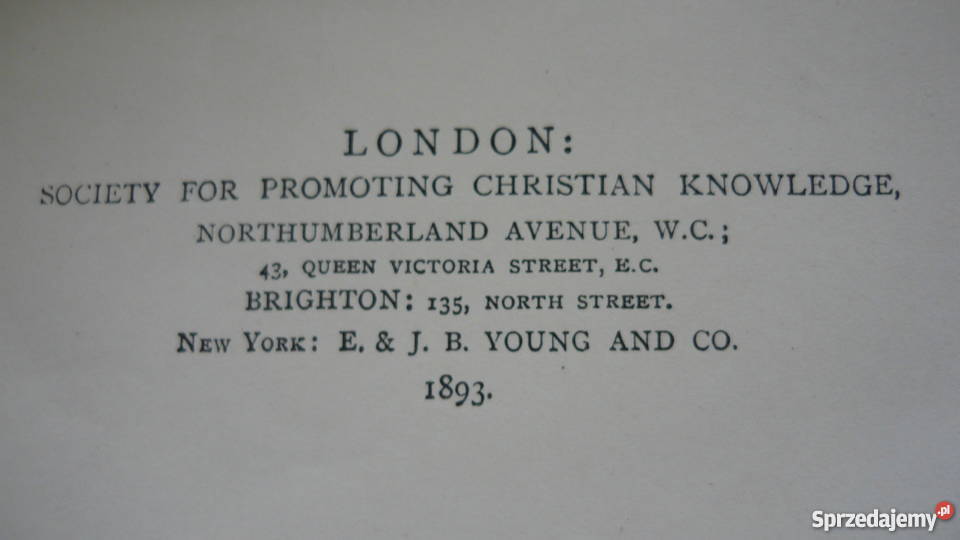 LONDON:
SOCIETY FOR PROMOTING CHRISTIAN KNOWLEDGE,
NORTHUMBERLAND AVENUE, W.C.;
43, QUEEN VICTORIA STREET, E.C.
BRIGHTON: 135, NORTH STREET.
NEW YORK: E. & J. B. YOUNG AND CO.
1893.
Sprzedajemy.pl